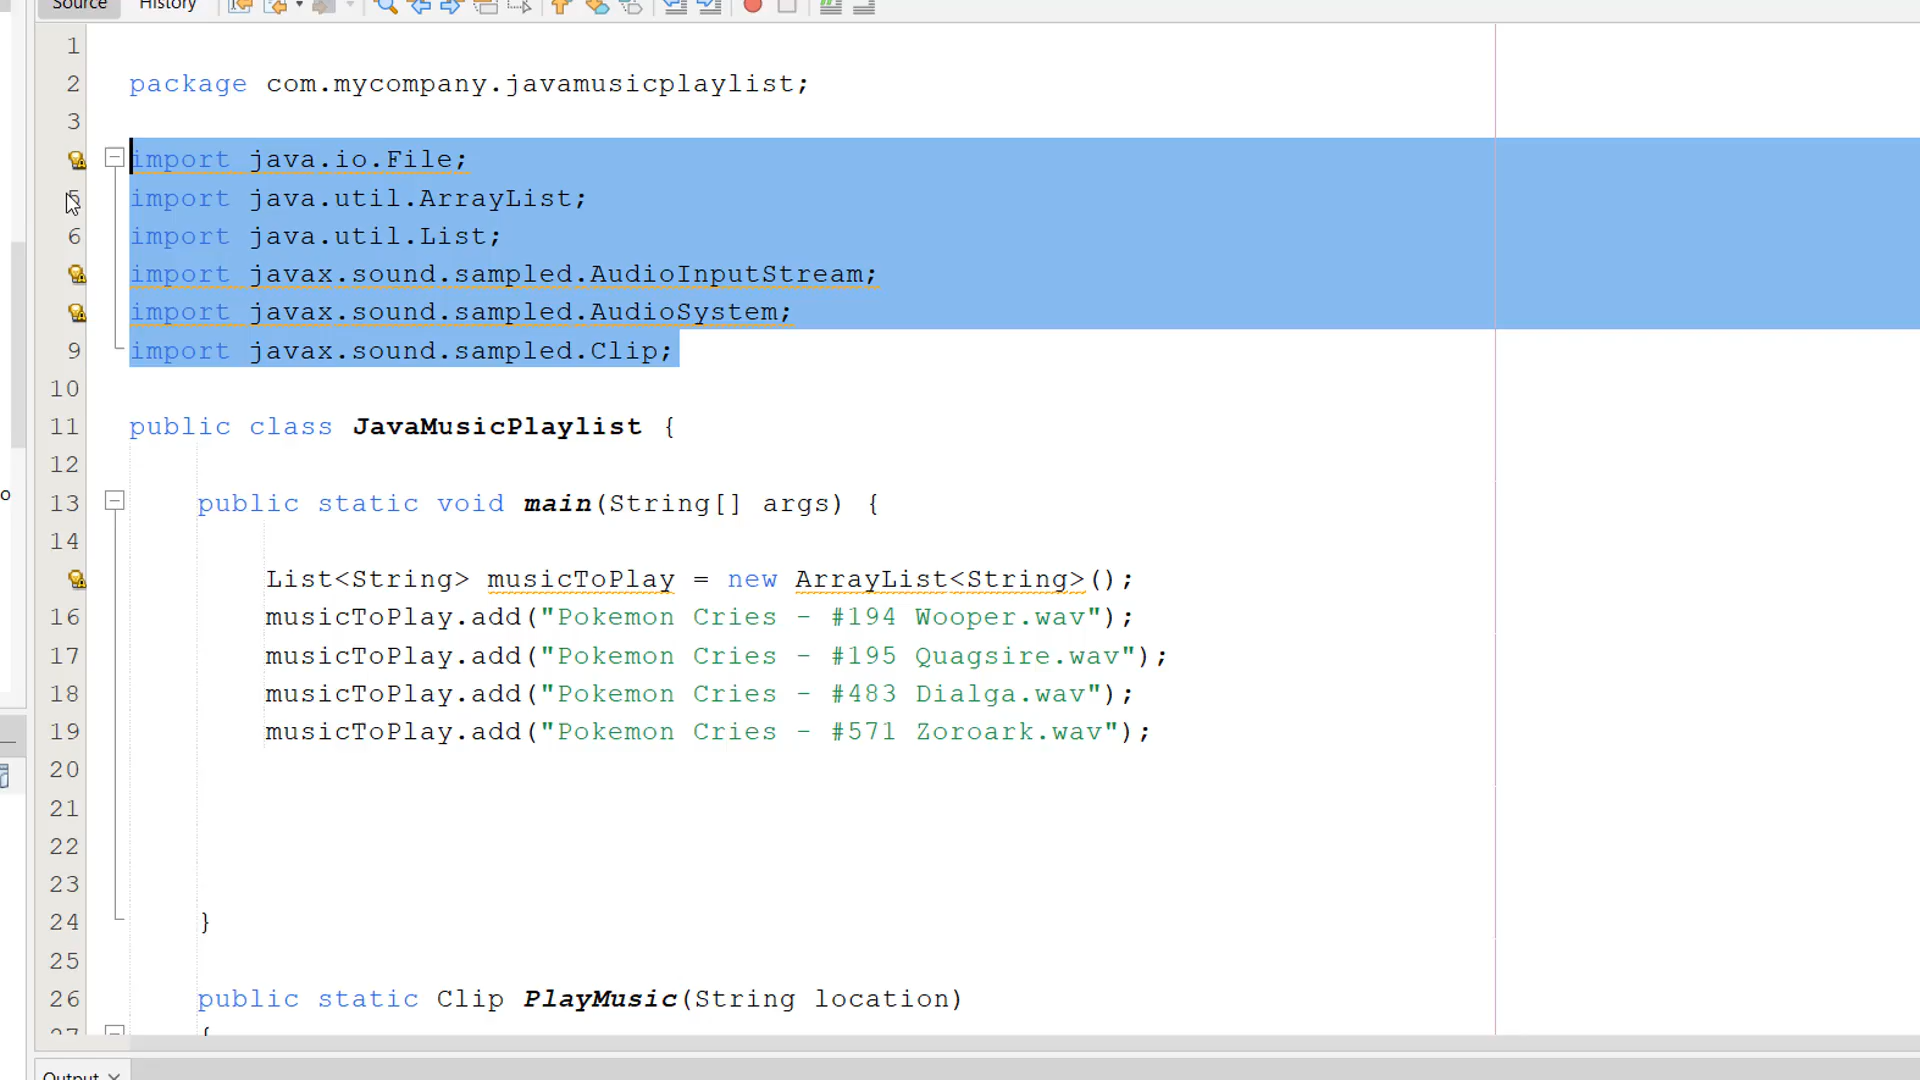 Source History
1
2 package com.mycompany.javamusicplaylist;
3
import java.io.File;
5 import java.util.ArrayList;
6 import java.util.List;
import javax.sound.sampled.AudioInputStream;
import javax.sound.sampled.AudioSystem;
9 import javax.sound.sampled.Clip;
10
11 public class JavaMusicPlaylist {
12
13 public static void main(String[] args) {
14
List<String> musicToPlay = new ArrayList<String>();
16 musicToPlay.add("Pokemon Cries - #194 Wooper.wav");
17 musicToPlay.add("Pokemon Cries - #195 Quagsire.wav");
18 musicToPlay.add("Pokemon Cries - #483 Dialga.wav");
19 musicToPlay.add("Pokemon Cries - #571 Zoroark.wav");
20
21
22
23
24 }
25
26 public static Clip PlayMusic(String location)
27 {
Output